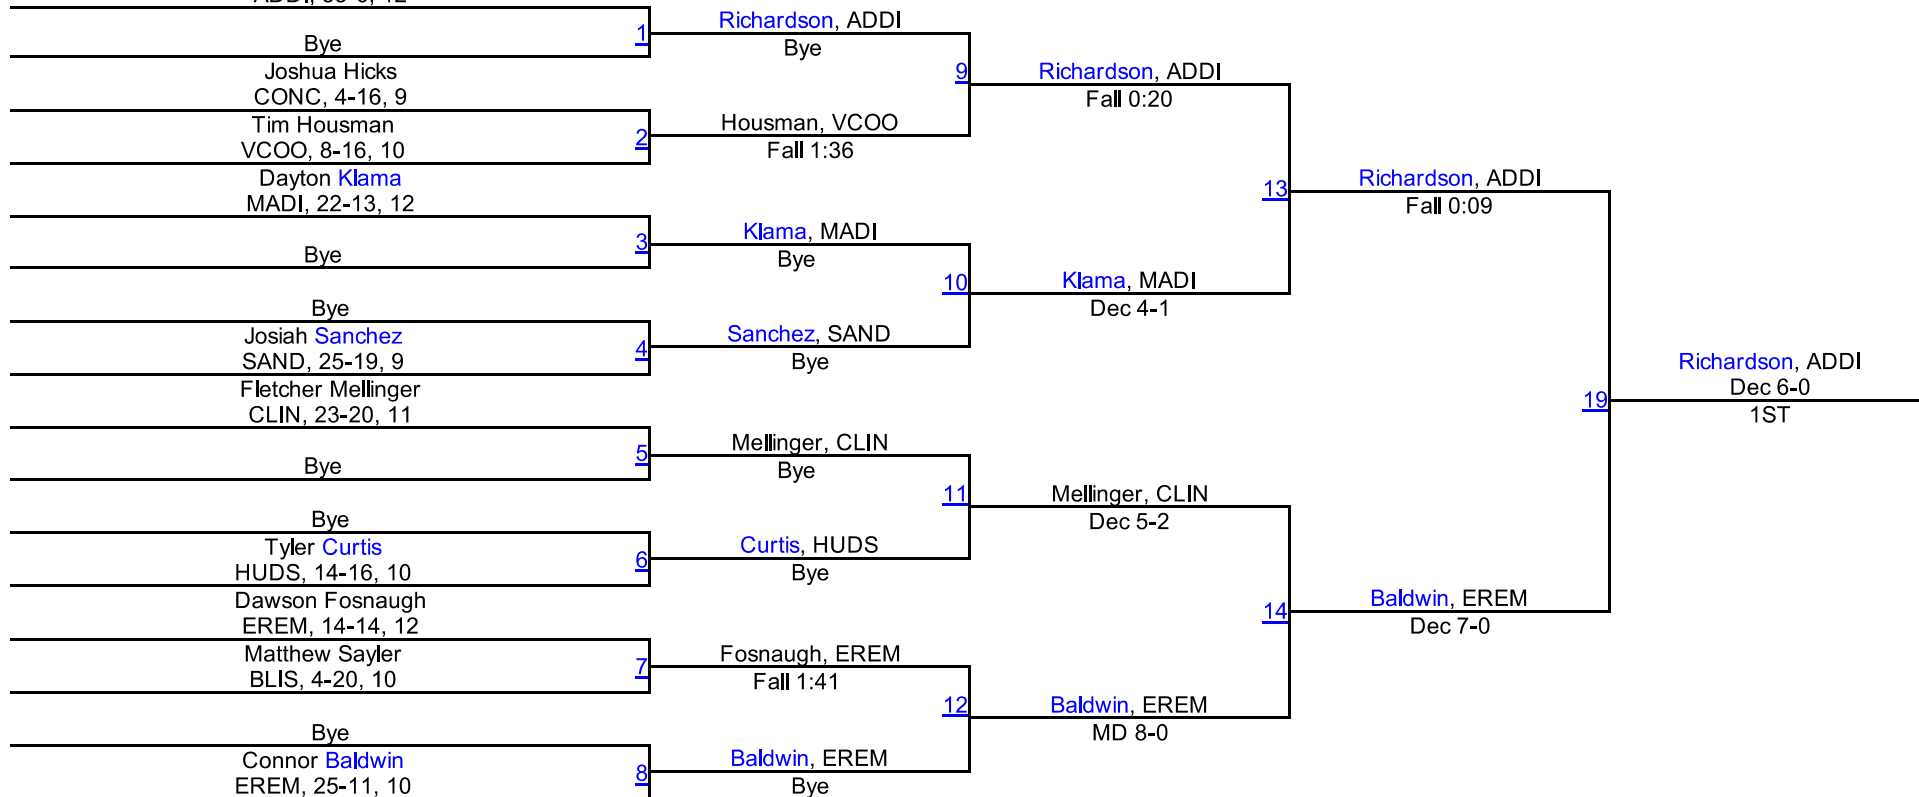 Bye
Joshua Hicks
CONC, 4-16, 9
Tim Housman
VCOO, 8-16, 10
Dayton Klama
MADI, 22-13, 12
Bye
Bye
Josiah Sanchez
SAND, 25-19, 9
Fletcher Mellinger
CLIN, 23-20, 11
Bye
Bye
Tyler Curtis
HUDS, 14-16, 10
Dawson Fosnaugh
EREM, 14-14, 12
Matthew Sayler
BLIS, 4-20, 10
Bye
Connor Baldwin
EREM, 25-11, 10
1
2
3
4
5
6
7
8
Richardson, ADDI
Bye
Housman, VCOO
Fall 1:36
Klama, MADI
Bye
Sanchez, SAND
Bye
Mellinger, CLIN
Bye
Curtis, HUDS
Bye
Fosnaugh, EREM
Fall 1:41
Baldwin, EREM
Bye
9
10
11
12
Richardson, ADDI
Fall 0:20
Klama, MADI
Dec 4-1
Mellinger, CLIN
Dec 5-2
Baldwin, EREM
MD 8-0
13
14
Richardson, ADDI
Fall 0:09
Baldwin, EREM
Dec 7-0
19
Richardson, ADDI
Dec 6-0
1ST